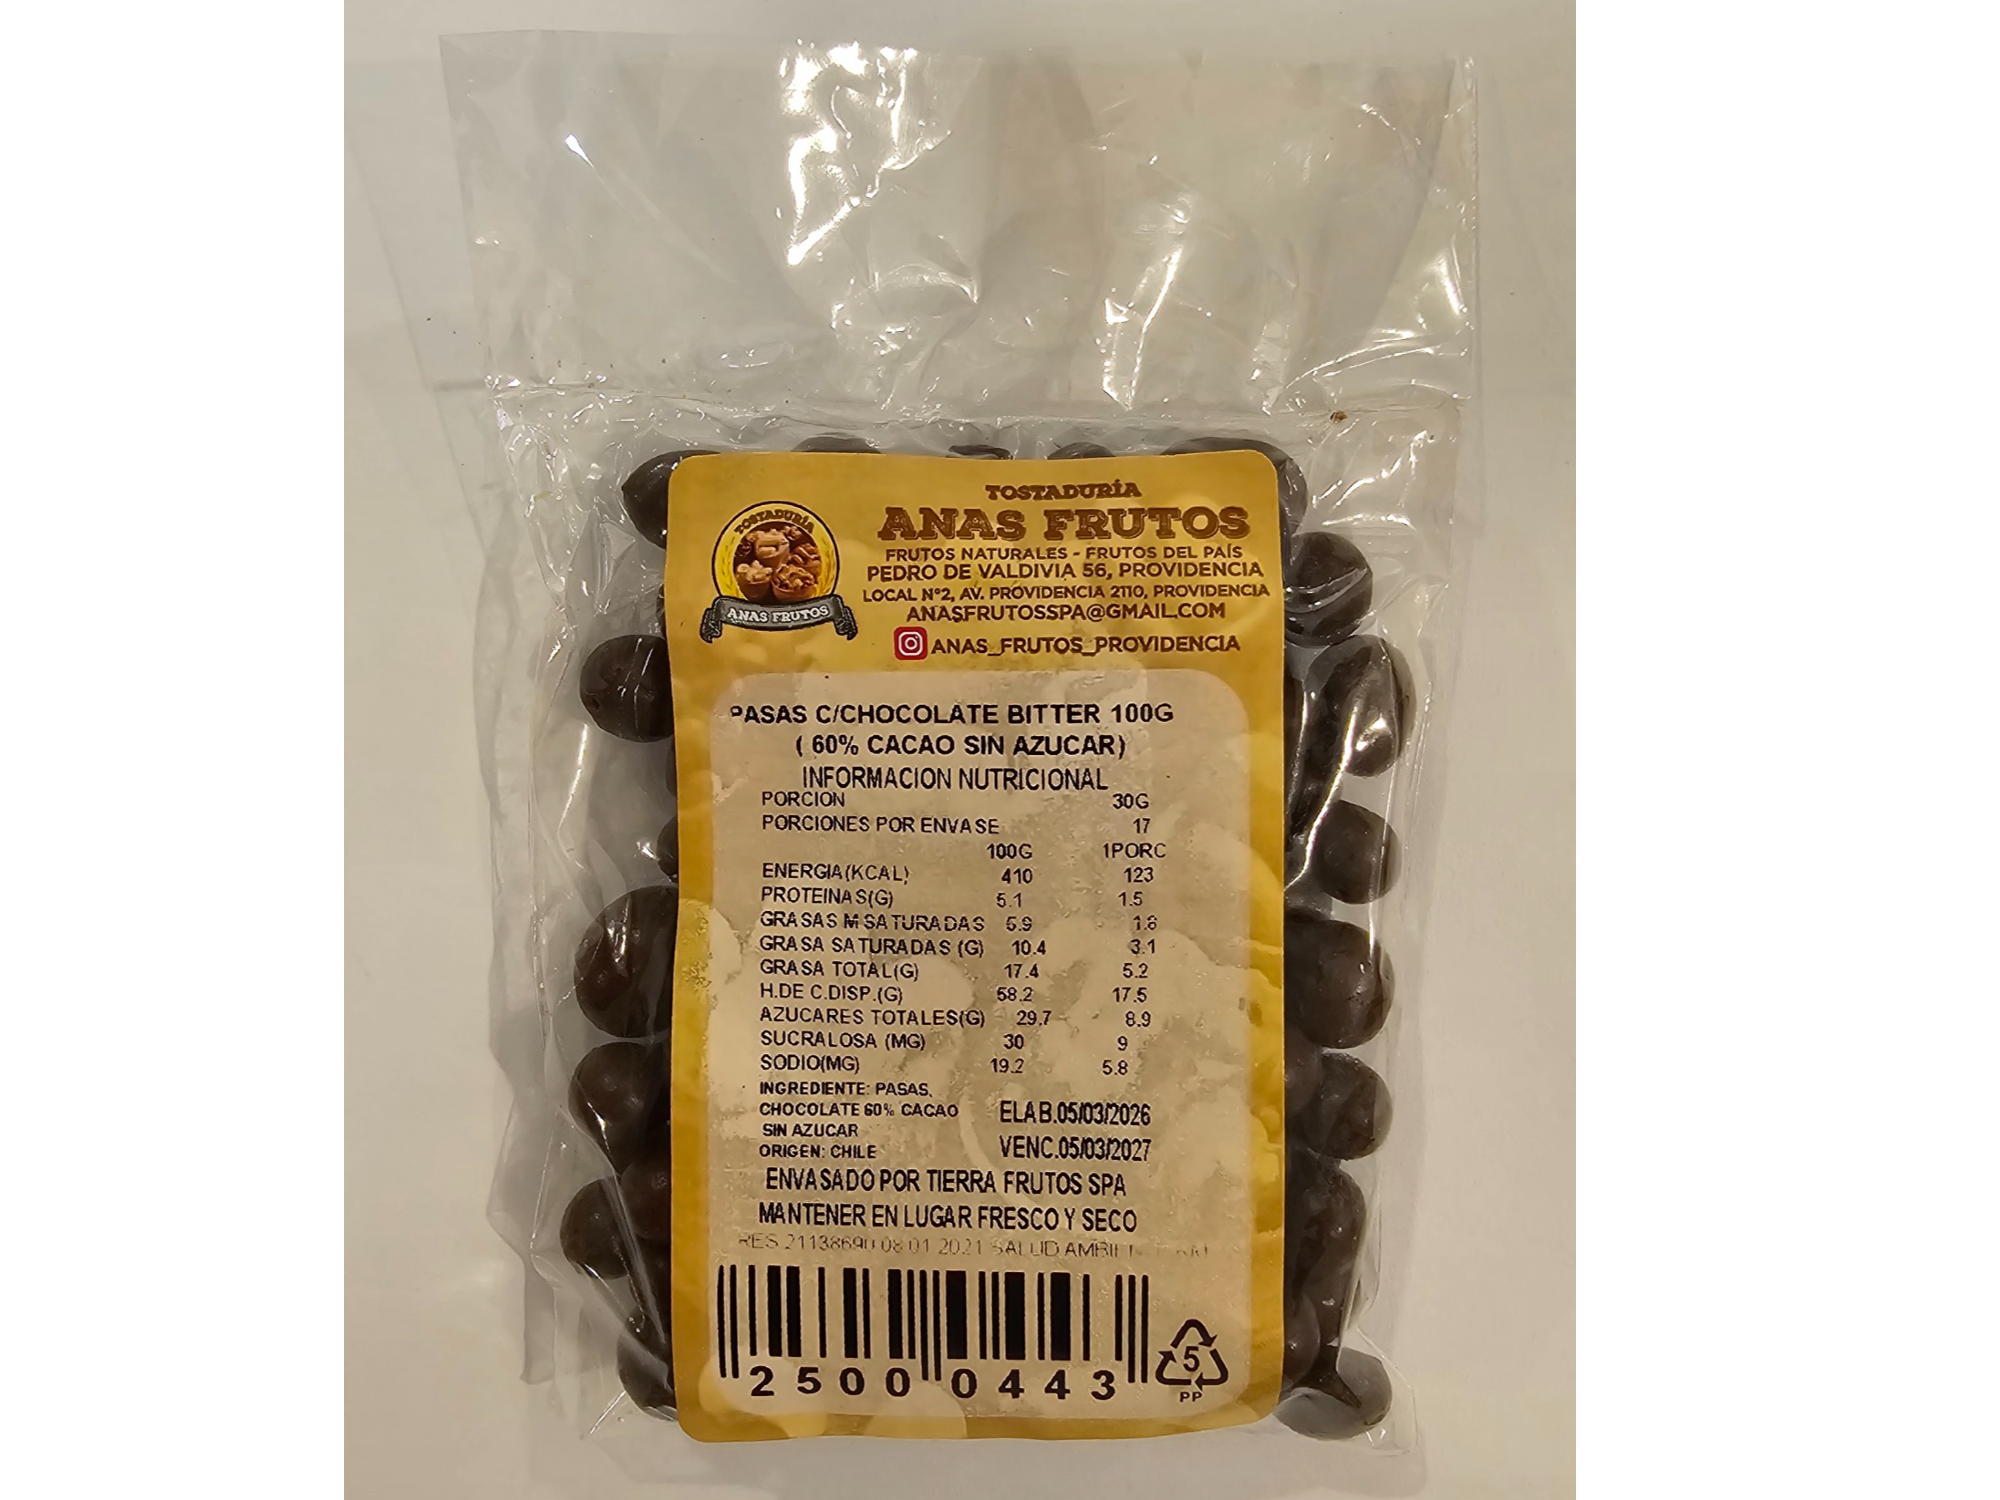 TOSTADURÍA
ANAS FRUTOS
TOSTADURÍA
ANAS FRUTOS
FRUTOS NATURALES - FRUTOS DEL PAÍS
PEDRO DE VALDIVIA 56, PROVIDENCIA
LOCAL N°2, AV. PROVIDENCIA 2110, PROVIDENCIA
ANASFRUTOSSPA@GMAIL.COM
ANAS_FRUTOS_PROVIDENCIA
PASAS C/CHOCOLATE BITTER 100G
( 60% CACAO SIN AZUCAR)
INFORMACION NUTRICIONAL
PORCION 30G
PORCIONES POR ENVASE 17
100G 1PORC
ENERGIA(KCAL) 410 123
PROTEINAS(G) 5.1 1.5
GRASAS M SATURADAS 5.9 1.8
GRASA SATURADAS (G) 10.4 3.1
GRASA TOTAL(G) 17.4 5.2
H.DE C.DISP.(G) 58.2 17.5
AZUCARES TOTALES(G) 29.7 8.9
SUCRALOSA (MG) 30 9
SODIO(MG) 19.2 5.8
INGREDIENTE: PASAS,
CHOCOLATE 60% CACAO
SIN AZUCAR
ORIGEN: CHILE
ELAB.05/03/2026
VENC.05/03/2027
ENVASADO POR TIERRA FRUTOS SPA
MANTENER EN LUGAR FRESCO Y SECO
RES 21138690 08 01 2021 SALUD
2500 0443
5
PP